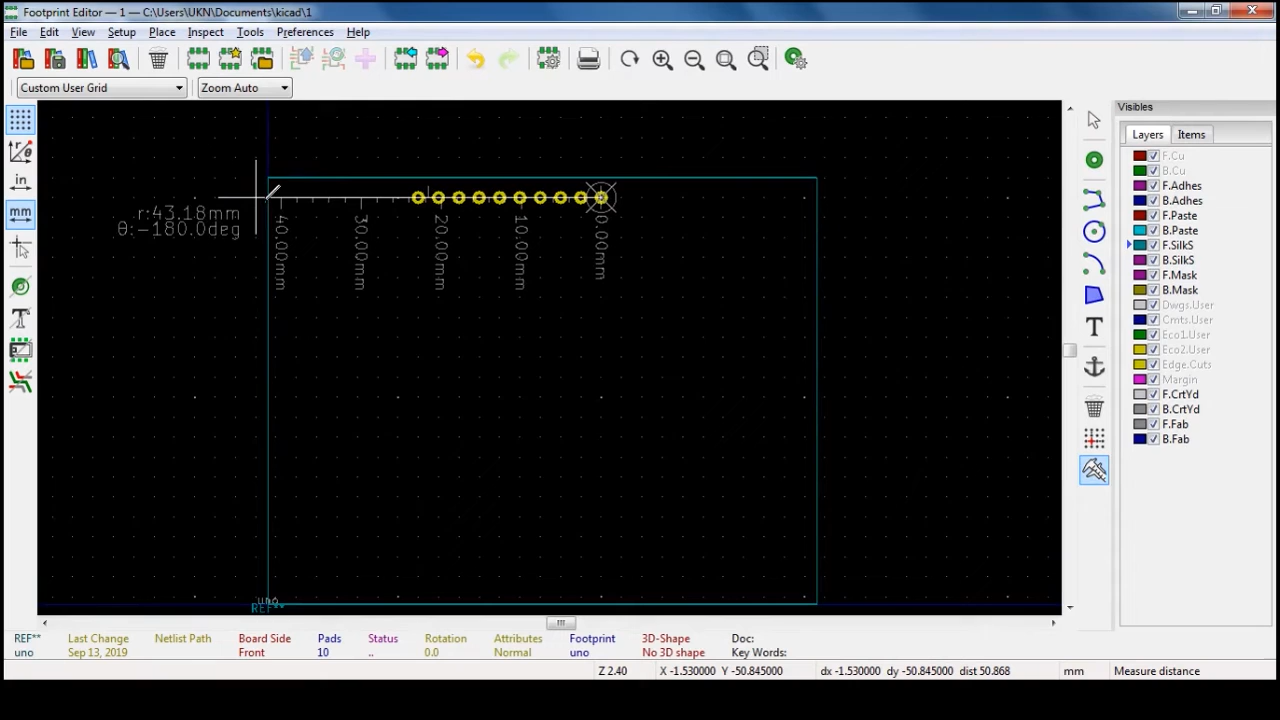 Footprint Editor — 1 — C:\Users\UKN\Documents\kicad\1
File Edit View Setup Place Inspect Tools Preferences Help
Custom User Grid Zoom Auto
Visibles
Layers Items
F.Cu
B.Cu
F.Adhes
B.Adhes
F.Paste
B.Paste
F.SilkS
B.SilkS
F.Mask
B.Mask
Dwgs.User
Cmts.User
Eco1.User
Eco2.User
Edge.Cuts
Margin
F.CrtYd
B.CrtYd
F.Fab
B.Fab
in
mm
r:43.18mm
θ:-180.0deg
40.00mm
30.00mm
20.00mm
10.00mm
0.00mm
uno
REF**
REF** Last Change Netlist Path Board Side Pads Status Rotation Attributes Footprint 3D-Shape Doc:
uno Sep 13, 2019 Front 10 .. 0.0 Normal uno No 3D shape Key Words:
Z 2.40 X -1.530000 Y -50.845000 dx -1.530000 dy -50.845000 dist 50.868 mm Measure distance